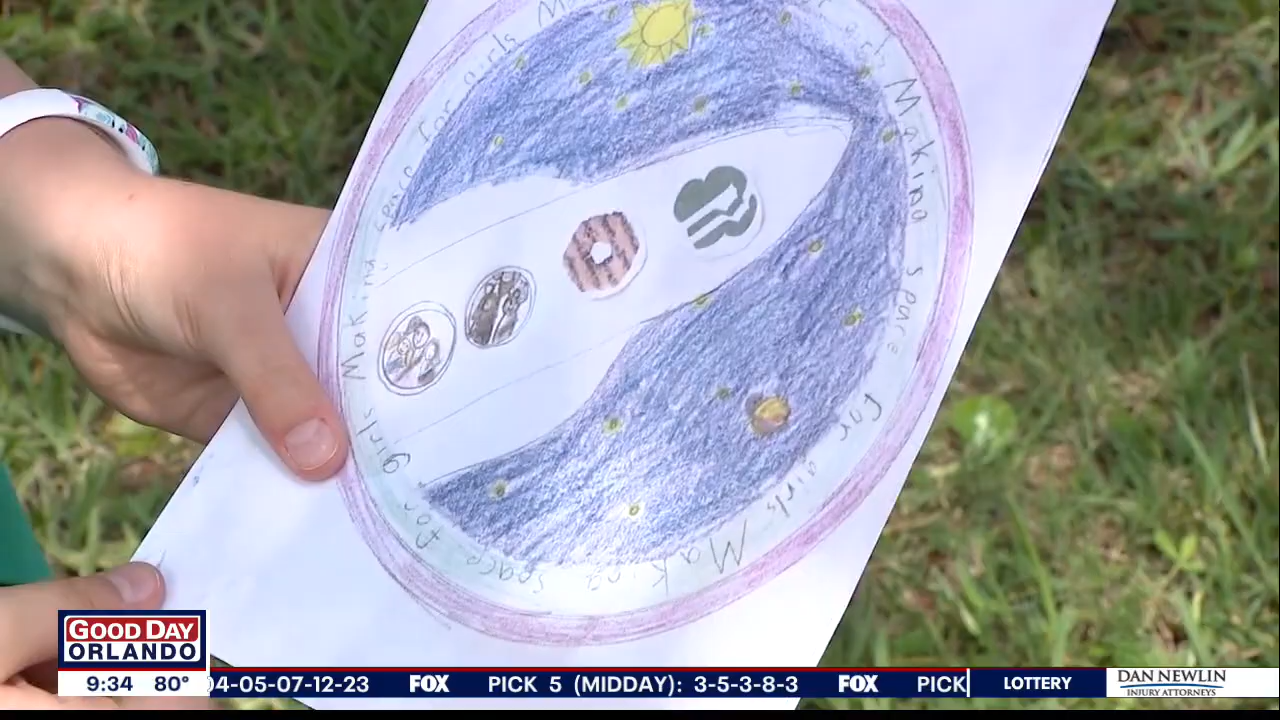 Making space for girls M
Making space for girls Making space for girls
GOOD DAY
ORLANDO
9:34 80° 04-05-07-12-23 FOX PICK 5 (MIDDAY): 3-5-3-8-3 FOX PICK LOTTERY
DAN NEWLIN
INJURY ATTORNEYS